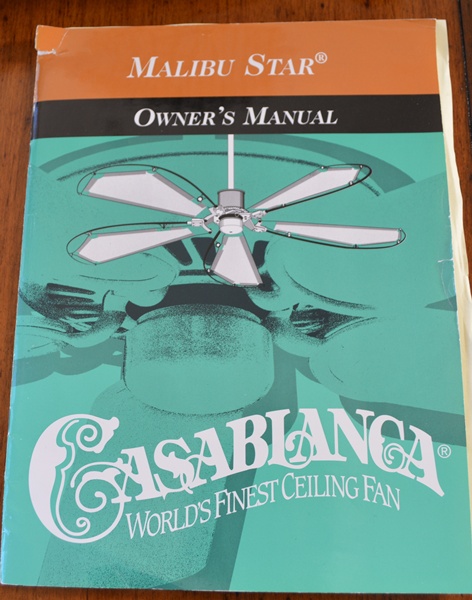 MALIBU STAR®
OWNER'S MANUAL
CASABLANCA®
WORLD'S FINEST CEILING FAN